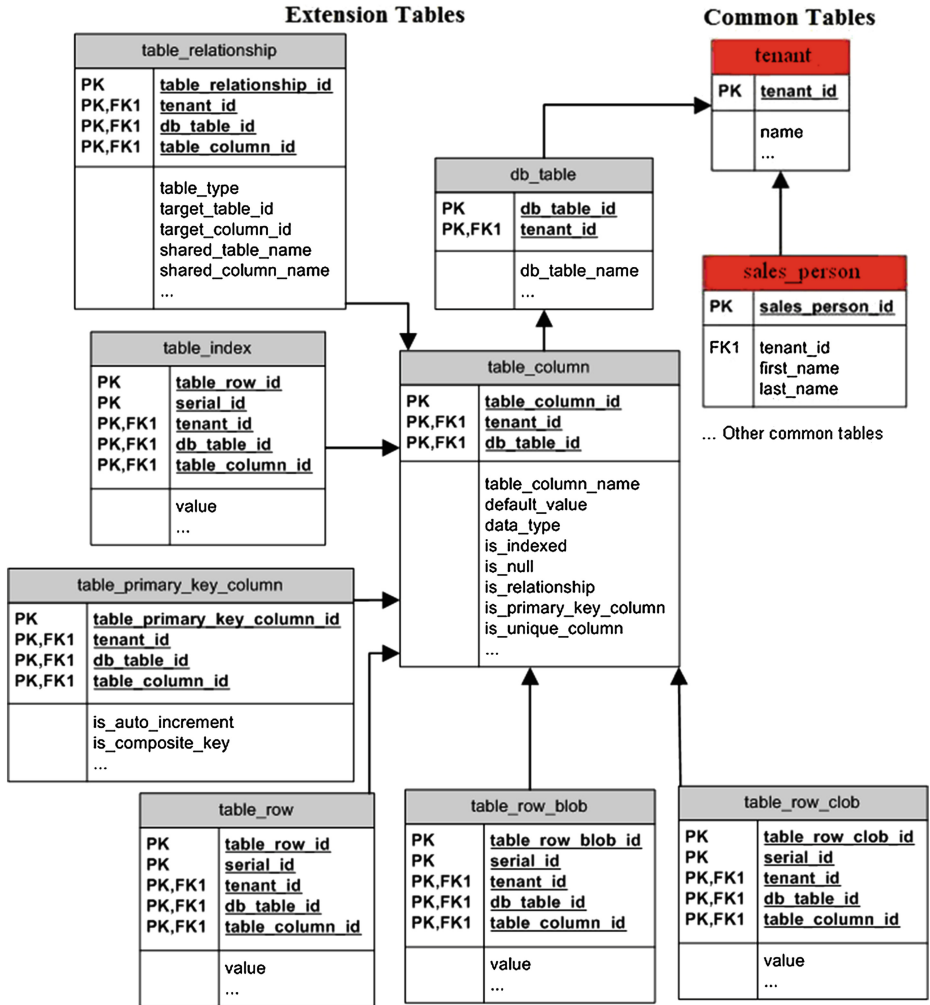 Extension Tables
Common Tables
table_relationship
PK table_relationship_id
PK,FK1 tenant_id
PK,FK1 db_table_id
PK,FK1 table_column_id
table_type
target_table_id
target_column_id
shared_table_name
shared_column_name
...
tenant
PK tenant_id
name
...
db_table
PK db_table_id
PK,FK1 tenant_id
db_table_name
...
sales_person
PK sales_person_id
FK1 tenant_id
first_name
last_name
... Other common tables
table_index
PK table_row_id
PK serial_id
PK,FK1 tenant_id
PK,FK1 db_table_id
PK,FK1 table_column_id
value
...
table_column
PK table_column_id
PK,FK1 tenant_id
PK,FK1 db_table_id
table_column_name
default_value
data_type
is_indexed
is_null
is_relationship
is_primary_key_column
is_unique_column
...
table_primary_key_column
PK table_primary_key_column_id
PK,FK1 tenant_id
PK,FK1 db_table_id
PK,FK1 table_column_id
is_auto_increment
is_composite_key
...
table_row
PK table_row_id
PK serial_id
PK,FK1 tenant_id
PK,FK1 db_table_id
PK,FK1 table_column_id
value
...
table_row_blob
PK table_row_blob_id
PK serial_id
PK,FK1 tenant_id
PK,FK1 db_table_id
PK,FK1 table_column_id
value
...
table_row_clob
PK table_row_clob_id
PK serial_id
PK,FK1 tenant_id
PK,FK1 db_table_id
PK,FK1 table_column_id
value
...